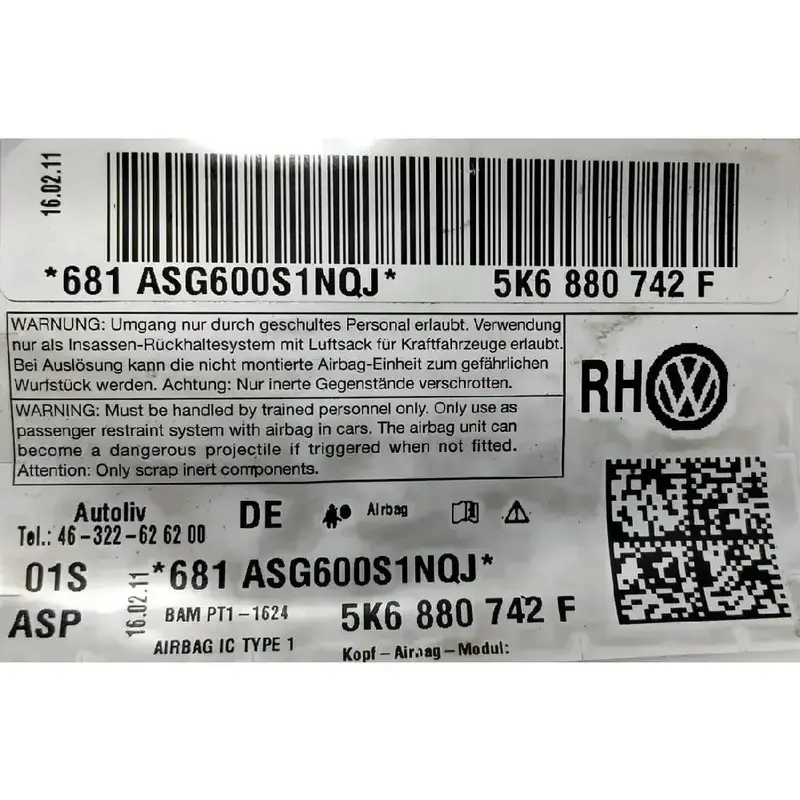 16.02.11
*681 ASG600S1NQJ* 5K6 880 742 F
WARNUNG: Umgang nur durch geschultes Personal erlaubt. Verwendung
nur als Insassen-Rückhaltesystem mit Luftsack für Kraftfahrzeuge erlaubt.
Bei Auslösung kann die nicht montierte Airbag-Einheit zum gefährlichen
Wurfstück werden. Achtung: Nur inerte Gegenstände verschrotten.
WARNING: Must be handled by trained personnel only. Only use as
passenger restraint system with airbag in cars. The airbag unit can
become a dangerous projectile if triggered when not fitted.
Attention: Only scrap inert components.
RH
Autoliv
Tel.: 46-322-62 62 00
DE
Airbag
01S
ASP
16.02.11
*681 ASG600S1NQJ*
BAM PT1-1624
5K6 880 742 F
AIRBAG IC TYPE 1
Kopf-Airbag-Modul: